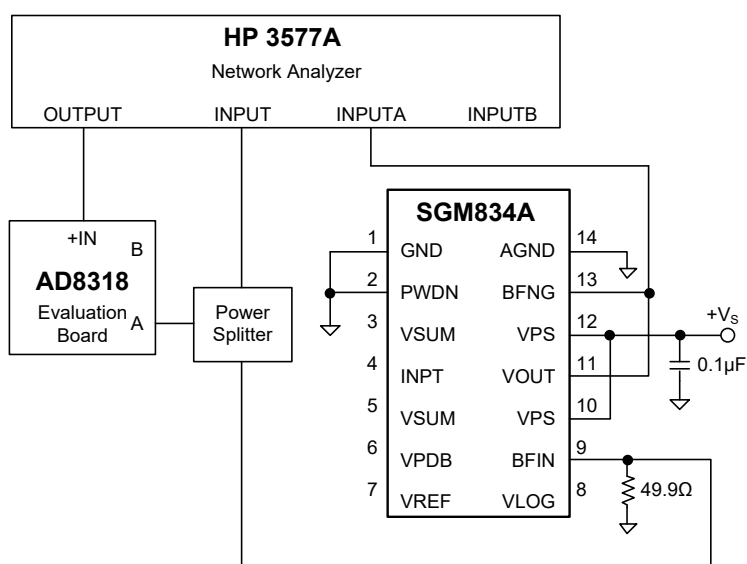 HP 3577A
Network Analyzer
OUTPUT INPUT INPUTA INPUTB
+IN
B
AD8318
Evaluation
Board
A
Power
Splitter
SGM834A
1 GND AGND 14
2 PWDN BFNG 13
3 VSUM VPS 12
4 INPT VOUT 11
5 VSUM VPS 10
6 VPDB BFIN 9
7 VREF VLOG 8
+VS
0.1µF
49.9Ω